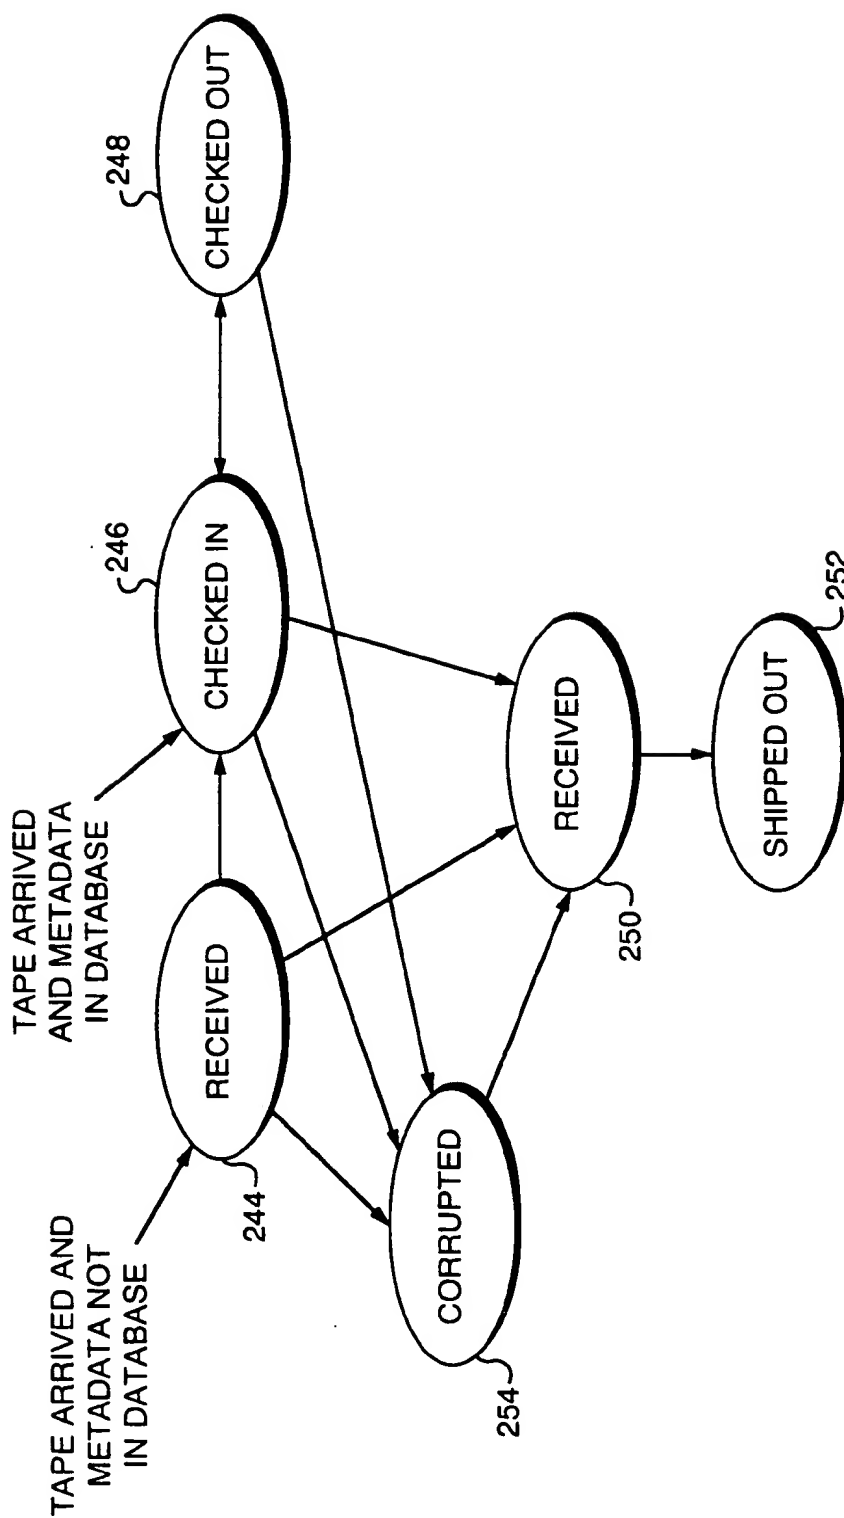 TAPE ARRIVED AND
METADATA NOT
IN DATABASE
TAPE ARRIVED
AND METADATA
IN DATABASE
244
RECEIVED
246
CHECKED IN
248
CHECKED OUT
254
CORRUPTED
250
RECEIVED
SHIPPED OUT
252